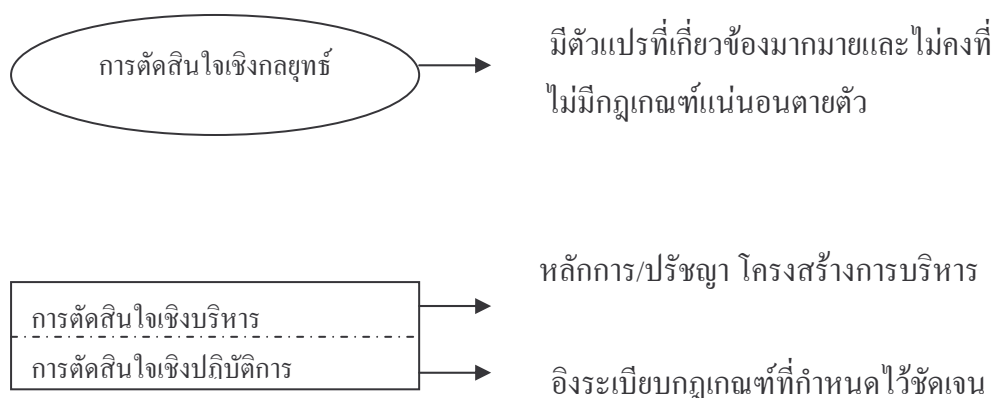 การตัดสินใจเชิงกลยุทธ์
มีตัวแปรที่เกี่ยวข้องมากมายและไม่คงที่
ไม่มีกฎเกณฑ์แน่นอนตายตัว
หลักการ/ปรัชญา โครงสร้างการบริหาร
การตัดสินใจเชิงบริหาร
การตัดสินใจเชิงปฏิบัติการ
อิงระเบียบกฎเกณฑ์ที่กำหนดไว้ชัดเจน